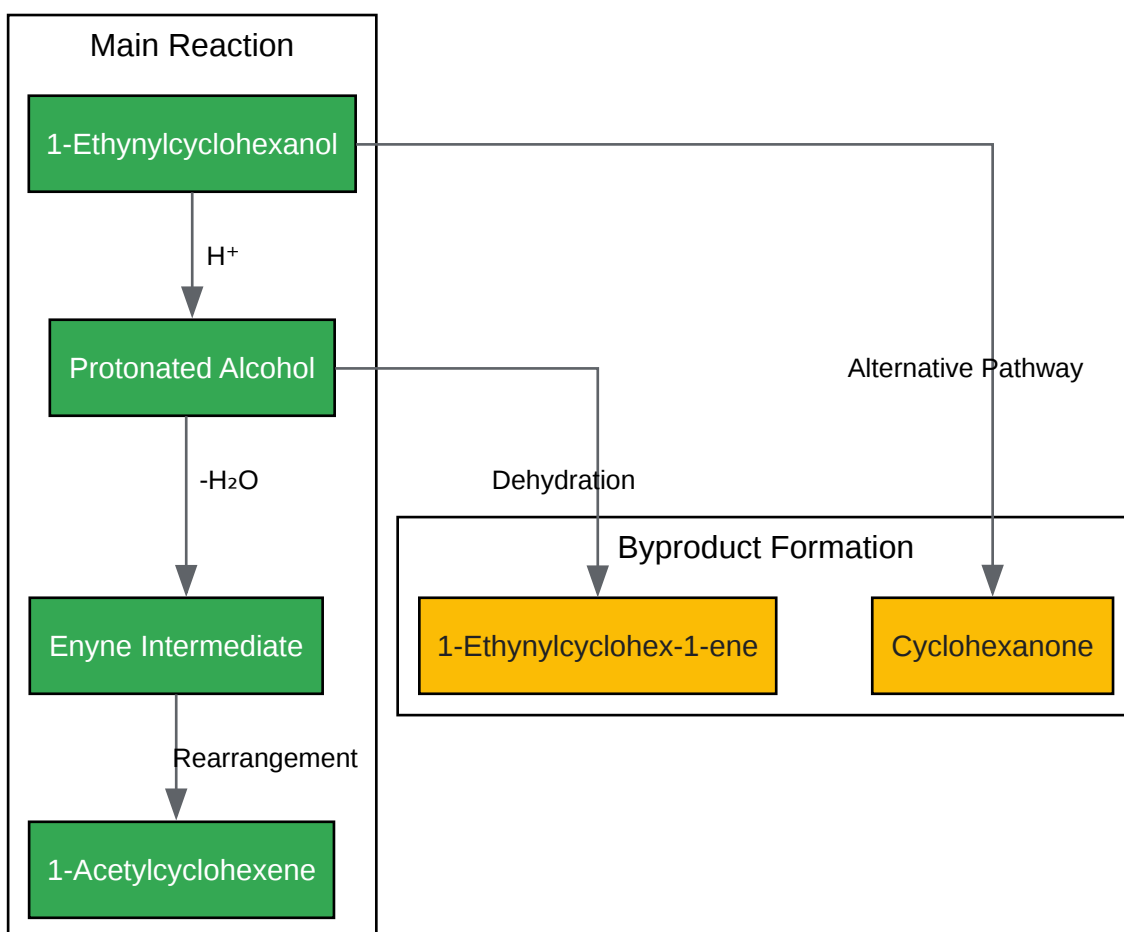 Main Reaction
1-Ethynylcyclohexanol
H⁺
Protonated Alcohol
Alternative Pathway
-H₂O
Dehydration
Byproduct Formation
Enyne Intermediate
1-Ethynylcyclohex-1-ene
Cyclohexanone
Rearrangement
1-Acetylcyclohexene